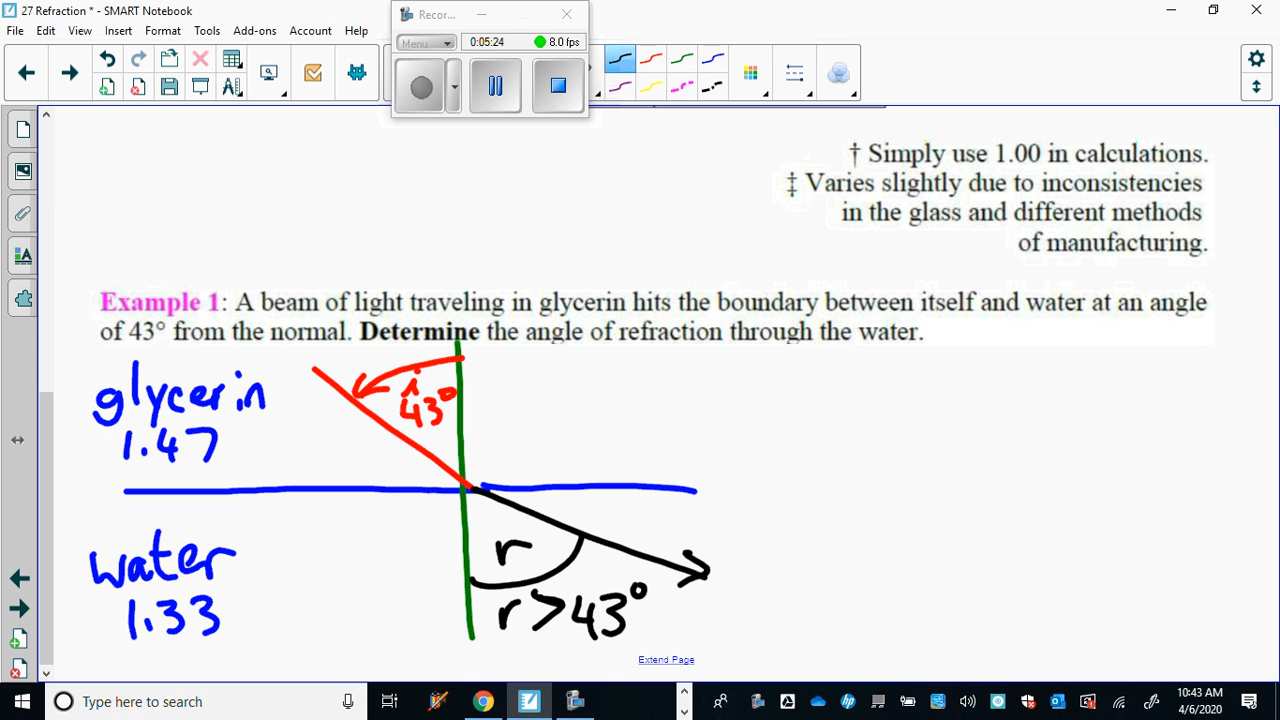 27 Refraction * - SMART Notebook
Recor...
File Edit View Insert Format Tools Add-ons Account Help
Menu
0:05:24
8.0 fps
† Simply use 1.00 in calculations.
‡ Varies slightly due to inconsistencies
in the glass and different methods
of manufacturing.
Example 1: A beam of light traveling in glycerin hits the boundary between itself and water at an angle
of 43° from the normal. Determine the angle of refraction through the water.
glycerin
1.47
i
43°
water
1.33
r
r > 43°
Extend Page
Type here to search
10:43 AM
4/6/2020